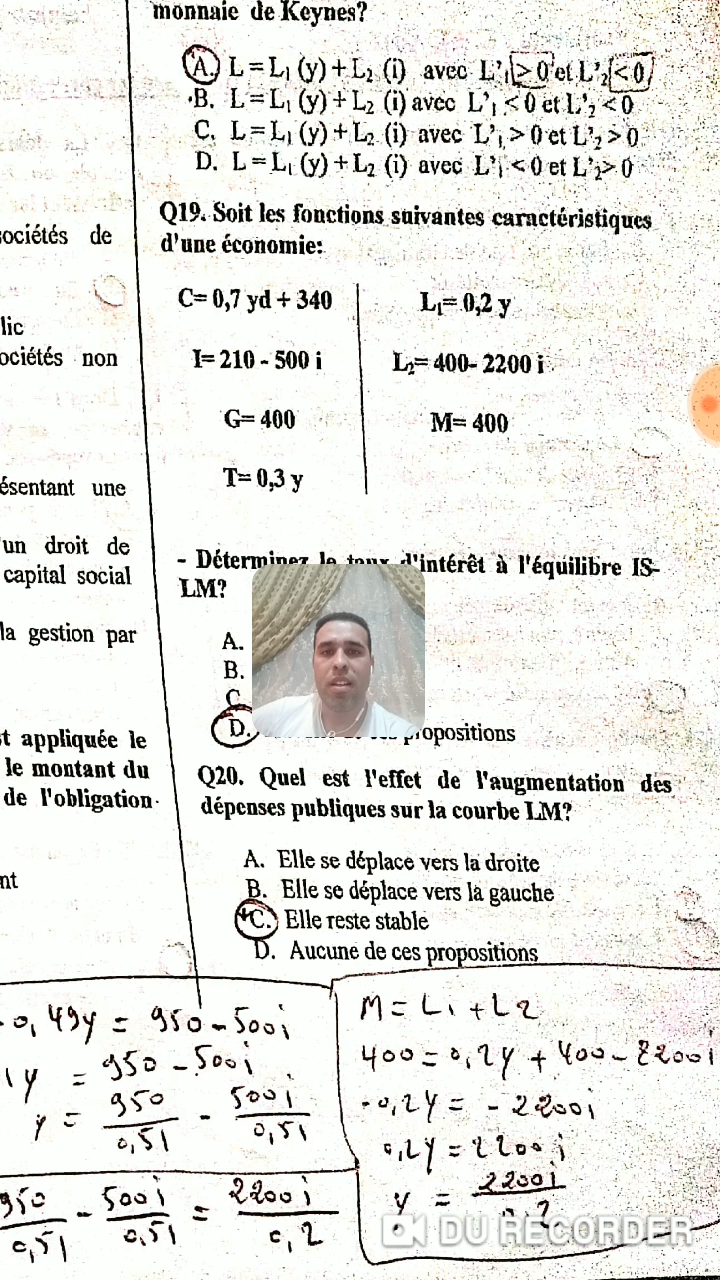 monnaie de Keynes?
A. L = L₁ (y) + L₂ (i) avec L'₁ > 0 et L'₂ < 0
B. L = L₁ (y) + L₂ (i) avec L'₁ < 0 et L'₂ < 0
C. L = L₁ (y) + L₂ (i) avec L'₁ > 0 et L'₂ > 0
D. L = L₁ (y) + L₂ (i) avec L'₁ < 0 et L'₂ > 0
Q19. Soit les fonctions suivantes caractéristiques
d'une économie:
C= 0,7 yd + 340
L₁= 0,2 y
I= 210 - 500 i
L₂= 400- 2200 i
G= 400
M= 400
T= 0,3 y
- Déterminez le taux d'intérêt à l'équilibre IS-
LM?
A.
B.
C
D. propositions
Q20. Quel est l'effet de l'augmentation des
dépenses publiques sur la courbe LM?
A. Elle se déplace vers la droite
B. Elle se déplace vers la gauche
C. Elle reste stable
D. Aucune de ces propositions
ociétés de
lic
ociétés non
ésentant une
un droit de
capital social
la gestion par
t appliquée le
le montant du
de l'obligation
nt
0,49y = 950 - 500i
1y = 950 - 500i
y = 950/0,51 - 500i/0,51
950/0,51 - 500i/0,51 = 2200i/0,2
M = L₁ + L2
400 = 0,2y + 400 - 2200i
-0,2y = -2200i
0,2y = 2200i
y = 2200i/0,2
DU RECORDER